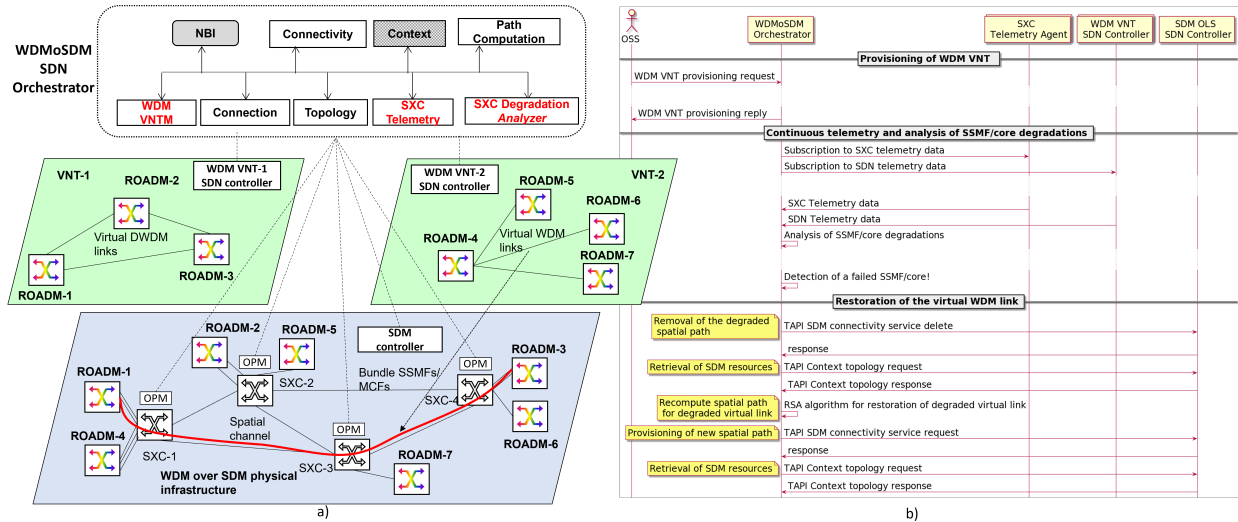 WDMoSDM
SDN
Orchestrator
NBI
Connectivity
Context
Path
Computation
WDM
VNTM
Connection
Topology
SXC
Telemetry
SXC Degradation
Analyzer
VNT-1
ROADM-2
WDM VNT-1
SDN controller
Virtual DWDM
links
ROADM-3
ROADM-1
WDM VNT-2
SDN controller
ROADM-5
VNT-2
ROADM-6
ROADM-4
Virtual WDM
links
ROADM-7
ROADM-2
ROADM-5
SDM
controller
ROADM-3
OPM
OPM
Bundle SSMFs/
MCFs
ROADM-1
OPM
SXC-2
SXC-4
ROADM-4
Spatial
channel
OPM
ROADM-6
SXC-1
SXC-3
ROADM-7
WDM over SDM physical
infrastructure
a)
OSS
WDMoSDM
Orchestrator
SXC
Telemetry Agent
WDM VNT
SDN Controller
SDM OLS
SDN Controller
Provisioning of WDM VNT
WDM VNT provisioning request
WDM VNT provisioning reply
Continuous telemetry and analysis of SSMF/core degradations
Subscription to SXC telemetry data
Subscription to SDN telemetry data
SXC Telemetry data
SDN Telemetry data
Analysis of SSMF/core degradations
Detection of a failed SSMF/core!
Restoration of the virtual WDM link
Removal of the degraded
spatial path
TAPI SDM connectivity service delete
response
Retrieval of SDM resources
TAPI Context topology request
TAPI Context topology response
Recompute spatial path
for degraded virtual link
RSA algorithm for restoration of degraded virtual link
Provisioning of new spatial path
TAPI SDM connectivity service request
response
Retrieval of SDM resources
TAPI Context topology request
TAPI Context topology response
b)